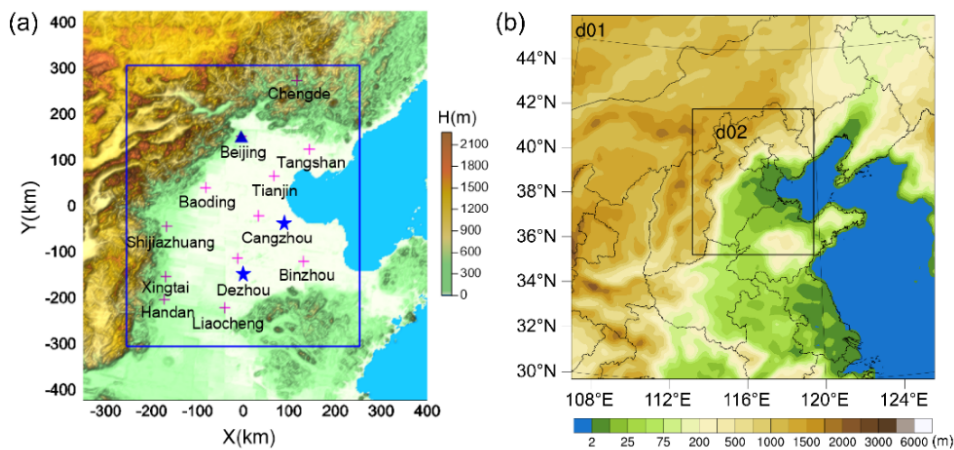 (a)
400
300
200
100
0
-100
-200
-300
-400
Y(km)
Chengde
Beijing
Tangshan
Tianjin
Baoding
Cangzhou
Shijiazhuang
Binzhou
Xingtai
Dezhou
Handan
Liaocheng
-300 -200 -100 0 100 200 300 400
X(km)
H(m)
2100
1800
1500
1200
900
600
300
0
(b)
d01
d02
44°N
42°N
40°N
38°N
36°N
34°N
32°N
30°N
108°E 112°E 116°E 120°E 124°E
2 25 75 200 500 1000 1500 2000 3000 6000 (m)